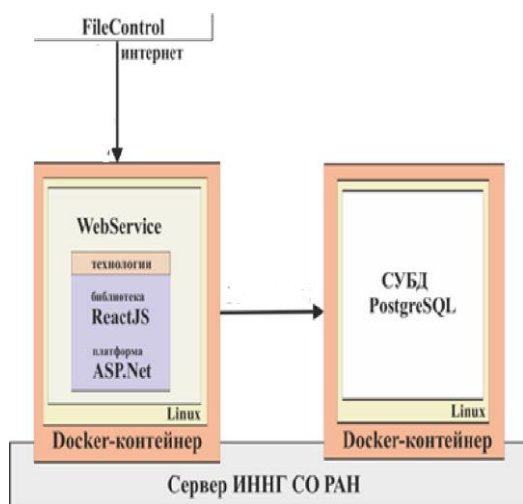 FileControl
интернет
WebService
технологии
библиотека
ReactJS
платформа
ASP.Net
Linux
Docker-контейнер
СУБД
PostgreSQL
Linux
Docker-контейнер
Сервер ИННГ СО РАН